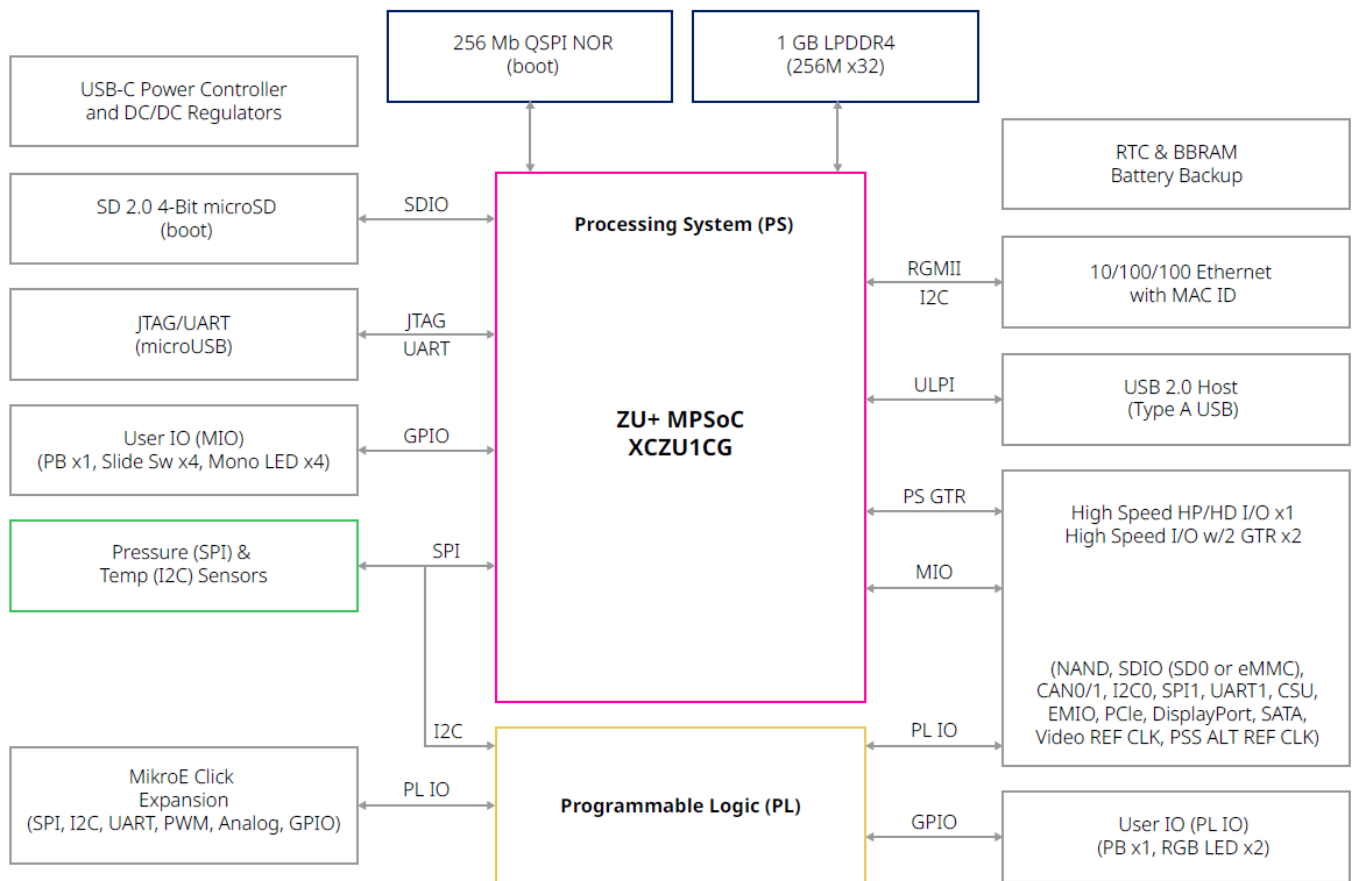 256 Mb QSPI NOR
(boot)
1 GB LPDDR4
(256M x32)
USB-C Power Controller
and DC/DC Regulators
RTC & BBRAM
Battery Backup
SD 2.0 4-Bit microSD
(boot)
SDIO
Processing System (PS)
RGMII
I2C
10/100/100 Ethernet
with MAC ID
JTAG/UART
(microUSB)
JTAG
UART
ULPI
USB 2.0 Host
(Type A USB)
User IO (MIO)
(PB x1, Slide Sw x4, Mono LED x4)
GPIO
ZU+ MPSoC
XCZU1CG
PS GTR
MIO
High Speed HP/HD I/O x1
High Speed I/O w/2 GTR x2
Pressure (SPI) &
Temp (I2C) Sensors
SPI
I2C
(NAND, SDIO (SD0 or eMMC),
CAN0/1, I2C0, SPI1, UART1, CSU,
EMIO, PCIe, DisplayPort, SATA,
Video REF CLK, PSS ALT REF CLK)
PL IO
MikroE Click
Expansion
(SPI, I2C, UART, PWM, Analog, GPIO)
PL IO
Programmable Logic (PL)
GPIO
User IO (PL IO)
(PB x1, RGB LED x2)